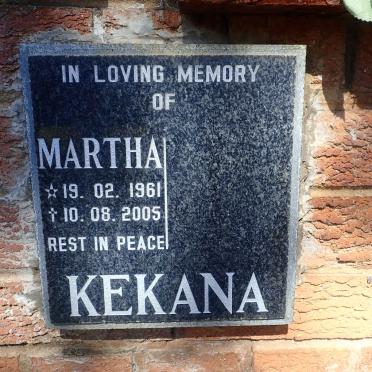 IN LOVING MEMORY
OF
MARTHA
☆ 19. 02. 1961
† 10. 08. 2005
REST IN PEACE
KEKANA